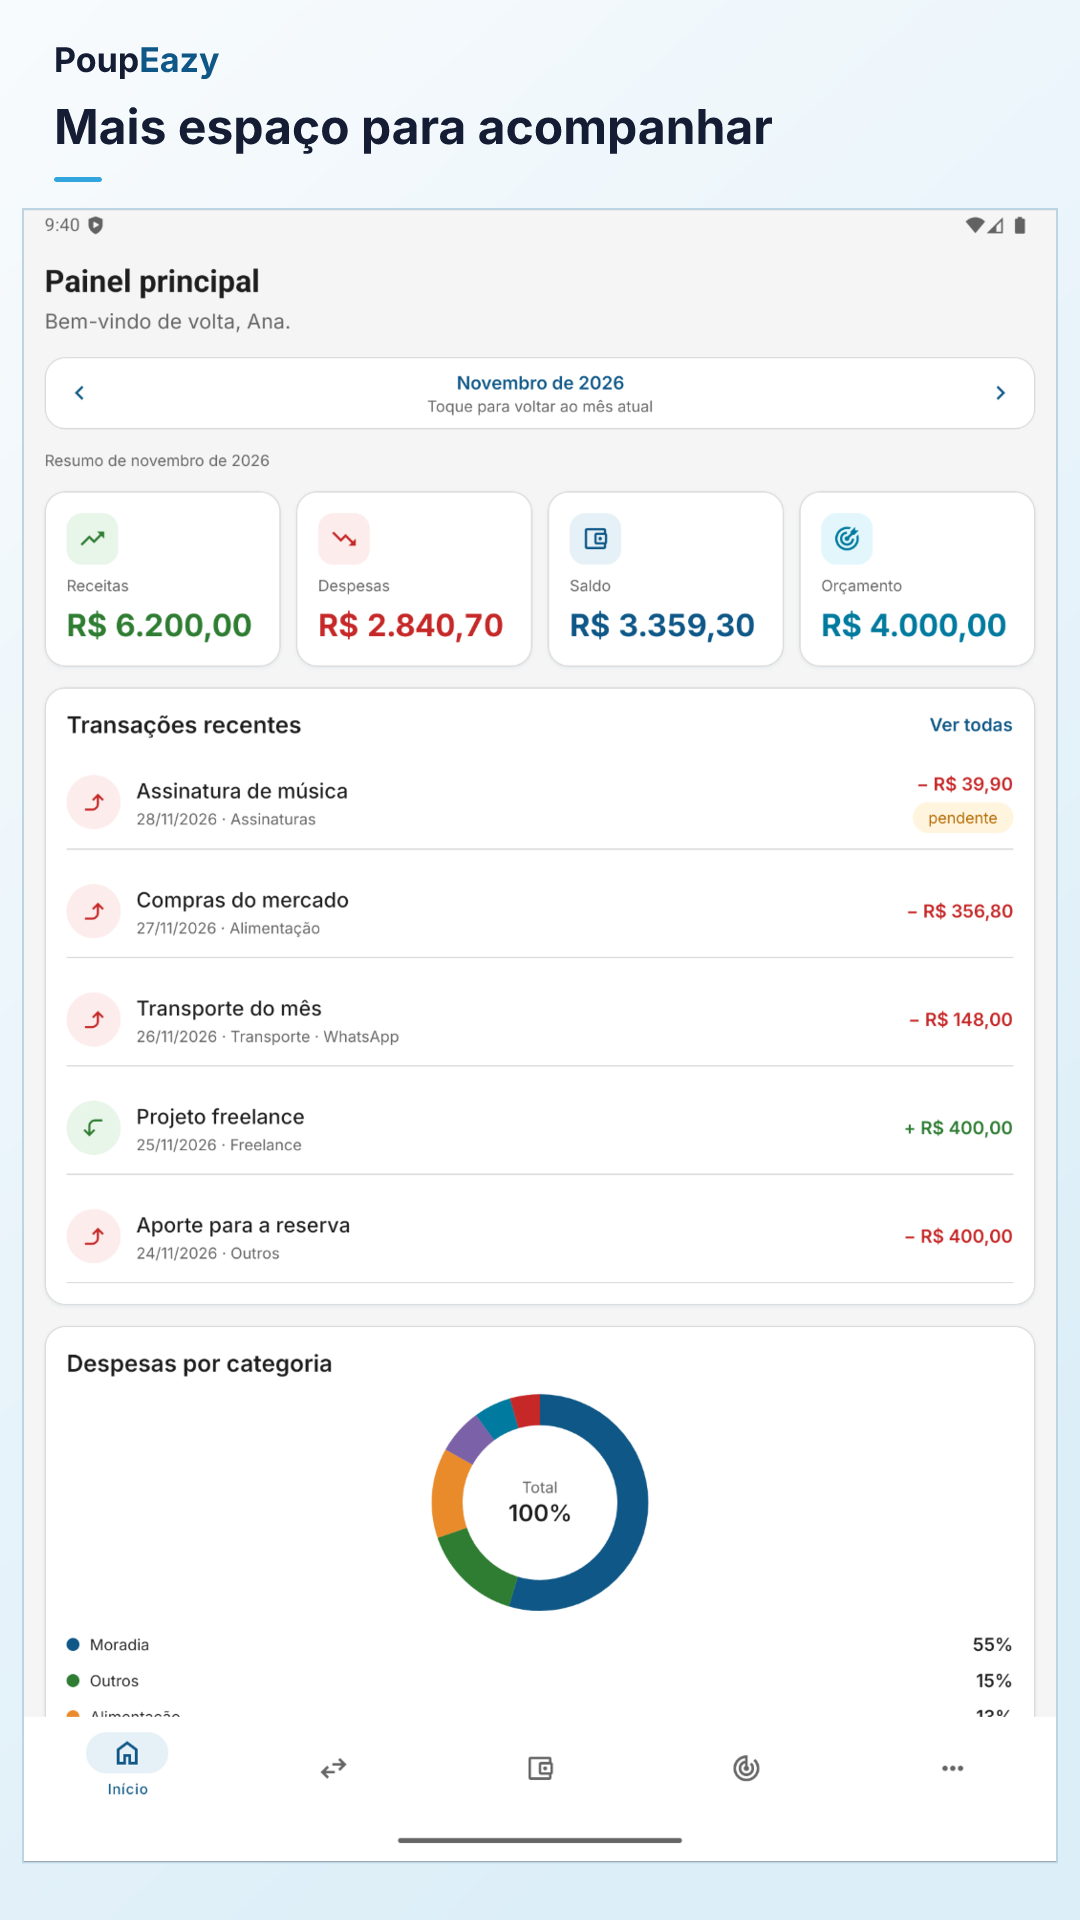 PoupEazy
Mais espaço para acompanhar
9:40
Painel principal
Bem-vindo de volta, Ana.
Novembro de 2026
Toque para voltar ao mês atual
Resumo de novembro de 2026
Receitas
R$ 6.200,00
Despesas
R$ 2.840,70
Saldo
R$ 3.359,30
Orçamento
R$ 4.000,00
Transações recentes
Ver todas
Assinatura de música
28/11/2026 · Assinaturas
– R$ 39,90
pendente
Compras do mercado
27/11/2026 · Alimentação
– R$ 356,80
Transporte do mês
26/11/2026 · Transporte · WhatsApp
– R$ 148,00
Projeto freelance
25/11/2026 · Freelance
+ R$ 400,00
Aporte para a reserva
24/11/2026 · Outros
– R$ 400,00
Despesas por categoria
Total
100%
Moradia
55%
Outros
15%
Alimentação
13%
Início